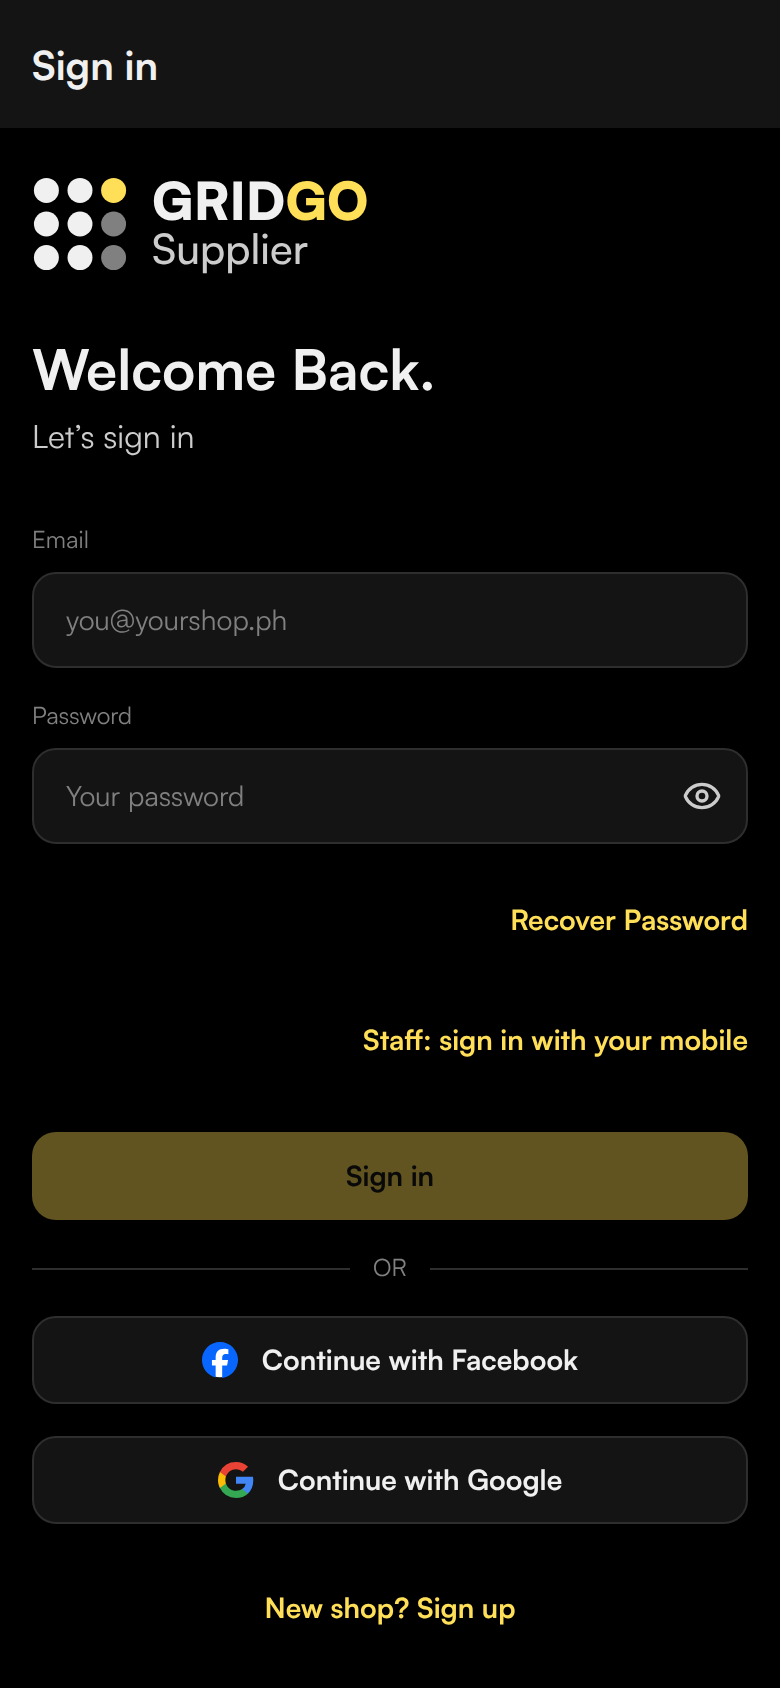 Sign in
GRIDGO
Supplier
Welcome Back.
Let’s sign in
Email
you@yourshop.ph
Password
Your password
Recover Password
Staff: sign in with your mobile
Sign in
OR
Continue with Facebook
Continue with Google
New shop? Sign up